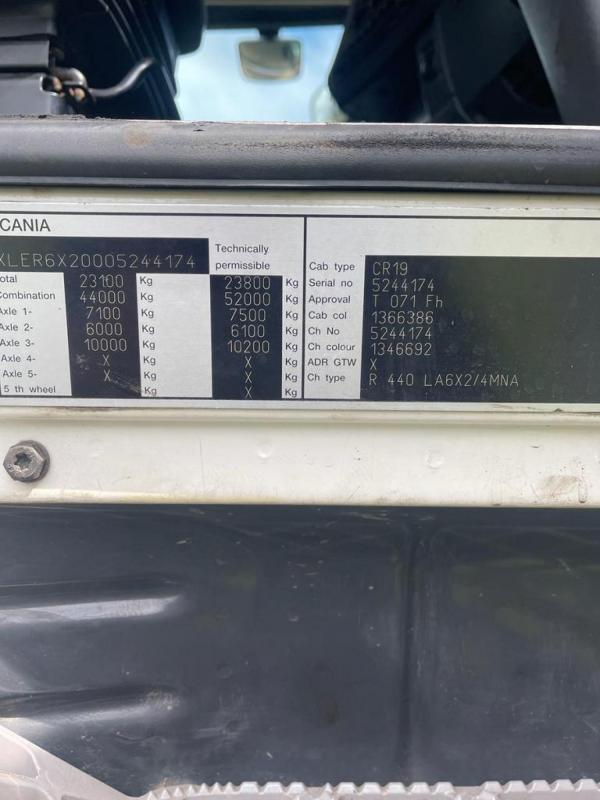 CANIA
XLER6X20005244174
Technically
permissible
otal 23100 Kg 23800 Kg
Combination 44000 Kg 52000 Kg
Axle 1- 7100 Kg 7500 Kg
Axle 2- 6000 Kg 6100 Kg
Axle 3- 10000 Kg 10200 Kg
Axle 4- X Kg X Kg
Axle 5- X Kg X Kg
5 th wheel Kg X Kg
Cab type CR19
Serial no 5244174
Approval T 071 Fh
Cab col 1366386
Ch No 5244174
Ch colour 1346692
ADR GTW X
Ch type R 440 LA6X2/4MNA